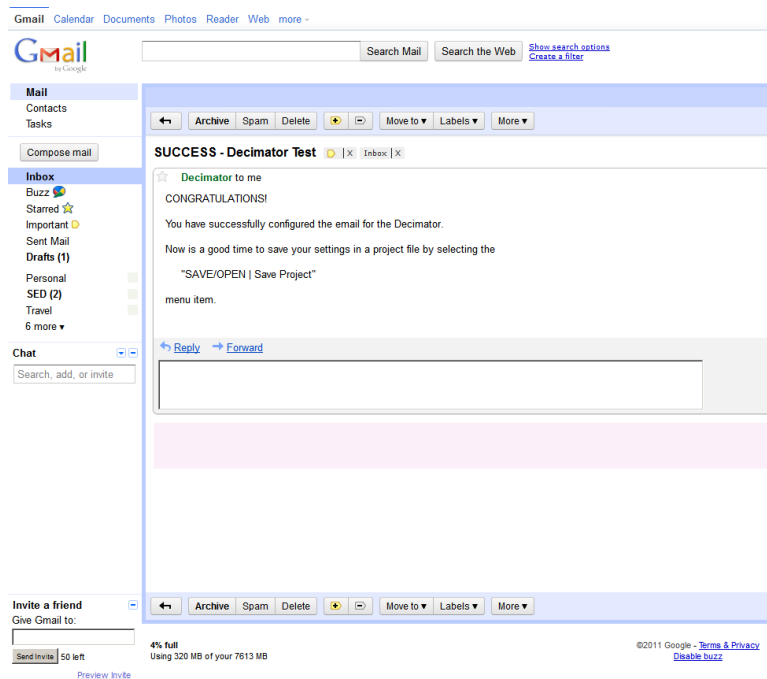 Gmail Calendar Documents Photos Reader Web more
Gmail
by Google
Search Mail Search the Web Show search options
Create a filter
Mail
Contacts
Tasks
Compose mail
Inbox
Buzz
Starred
Important
Sent Mail
Drafts (1)
Personal
SED (2)
Travel
6 more
Chat
Search, add, or invite
Archive Spam Delete Move to Labels More
SUCCESS - Decimator Test X Inbox X
Decimator to me
CONGRATULATIONS!
You have successfully configured the email for the Decimator.
Now is a good time to save your settings in a project file by selecting the
"SAVE/OPEN | Save Project"
menu item.
Reply Forward
Archive Spam Delete Move to Labels More
Invite a friend
Give Gmail to:
Send Invite 50 left
Preview Invite
4% full
Using 320 MB of your 7613 MB
©2011 Google - Terms & Privacy
Disable buzz